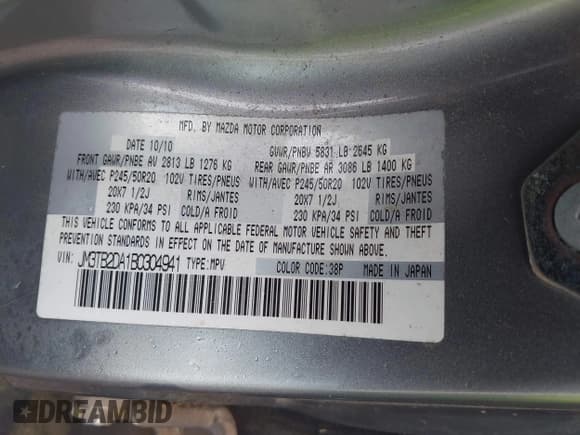 MFD. BY MAZDA MOTOR CORPORATION
DATE 10/10 GVWR/PNBV 5831 LB 2645 KG
FRONT GAWR/PNBE AV 2813 LB 1276 KG REAR GAWR/PNBE AR 3086 LB 1400 KG
WITH/AVEC P245/50R20 102V TIRES/PNEUS WITH/AVEC P245/50R20 102V TIRES/PNEUS
20X7 1/2J RIMS/JANTES 20X7 1/2J RIMS/JANTES
230 KPA/34 PSI COLD/A FROID 230 KPA/34 PSI COLD/A FROID
THIS VEHICLE CONFORMS TO ALL APPLICABLE FEDERAL MOTOR VEHICLE SAFETY AND THEFT
PREVENTION STANDARDS IN EFFECT ON THE DATE OF MANUFACTURE SHOWN ABOVE.
VIN: JM3TB2DA1B0304941 TYPE:MPV COLOR CODE:38P MADE IN JAPAN
DREAMBID